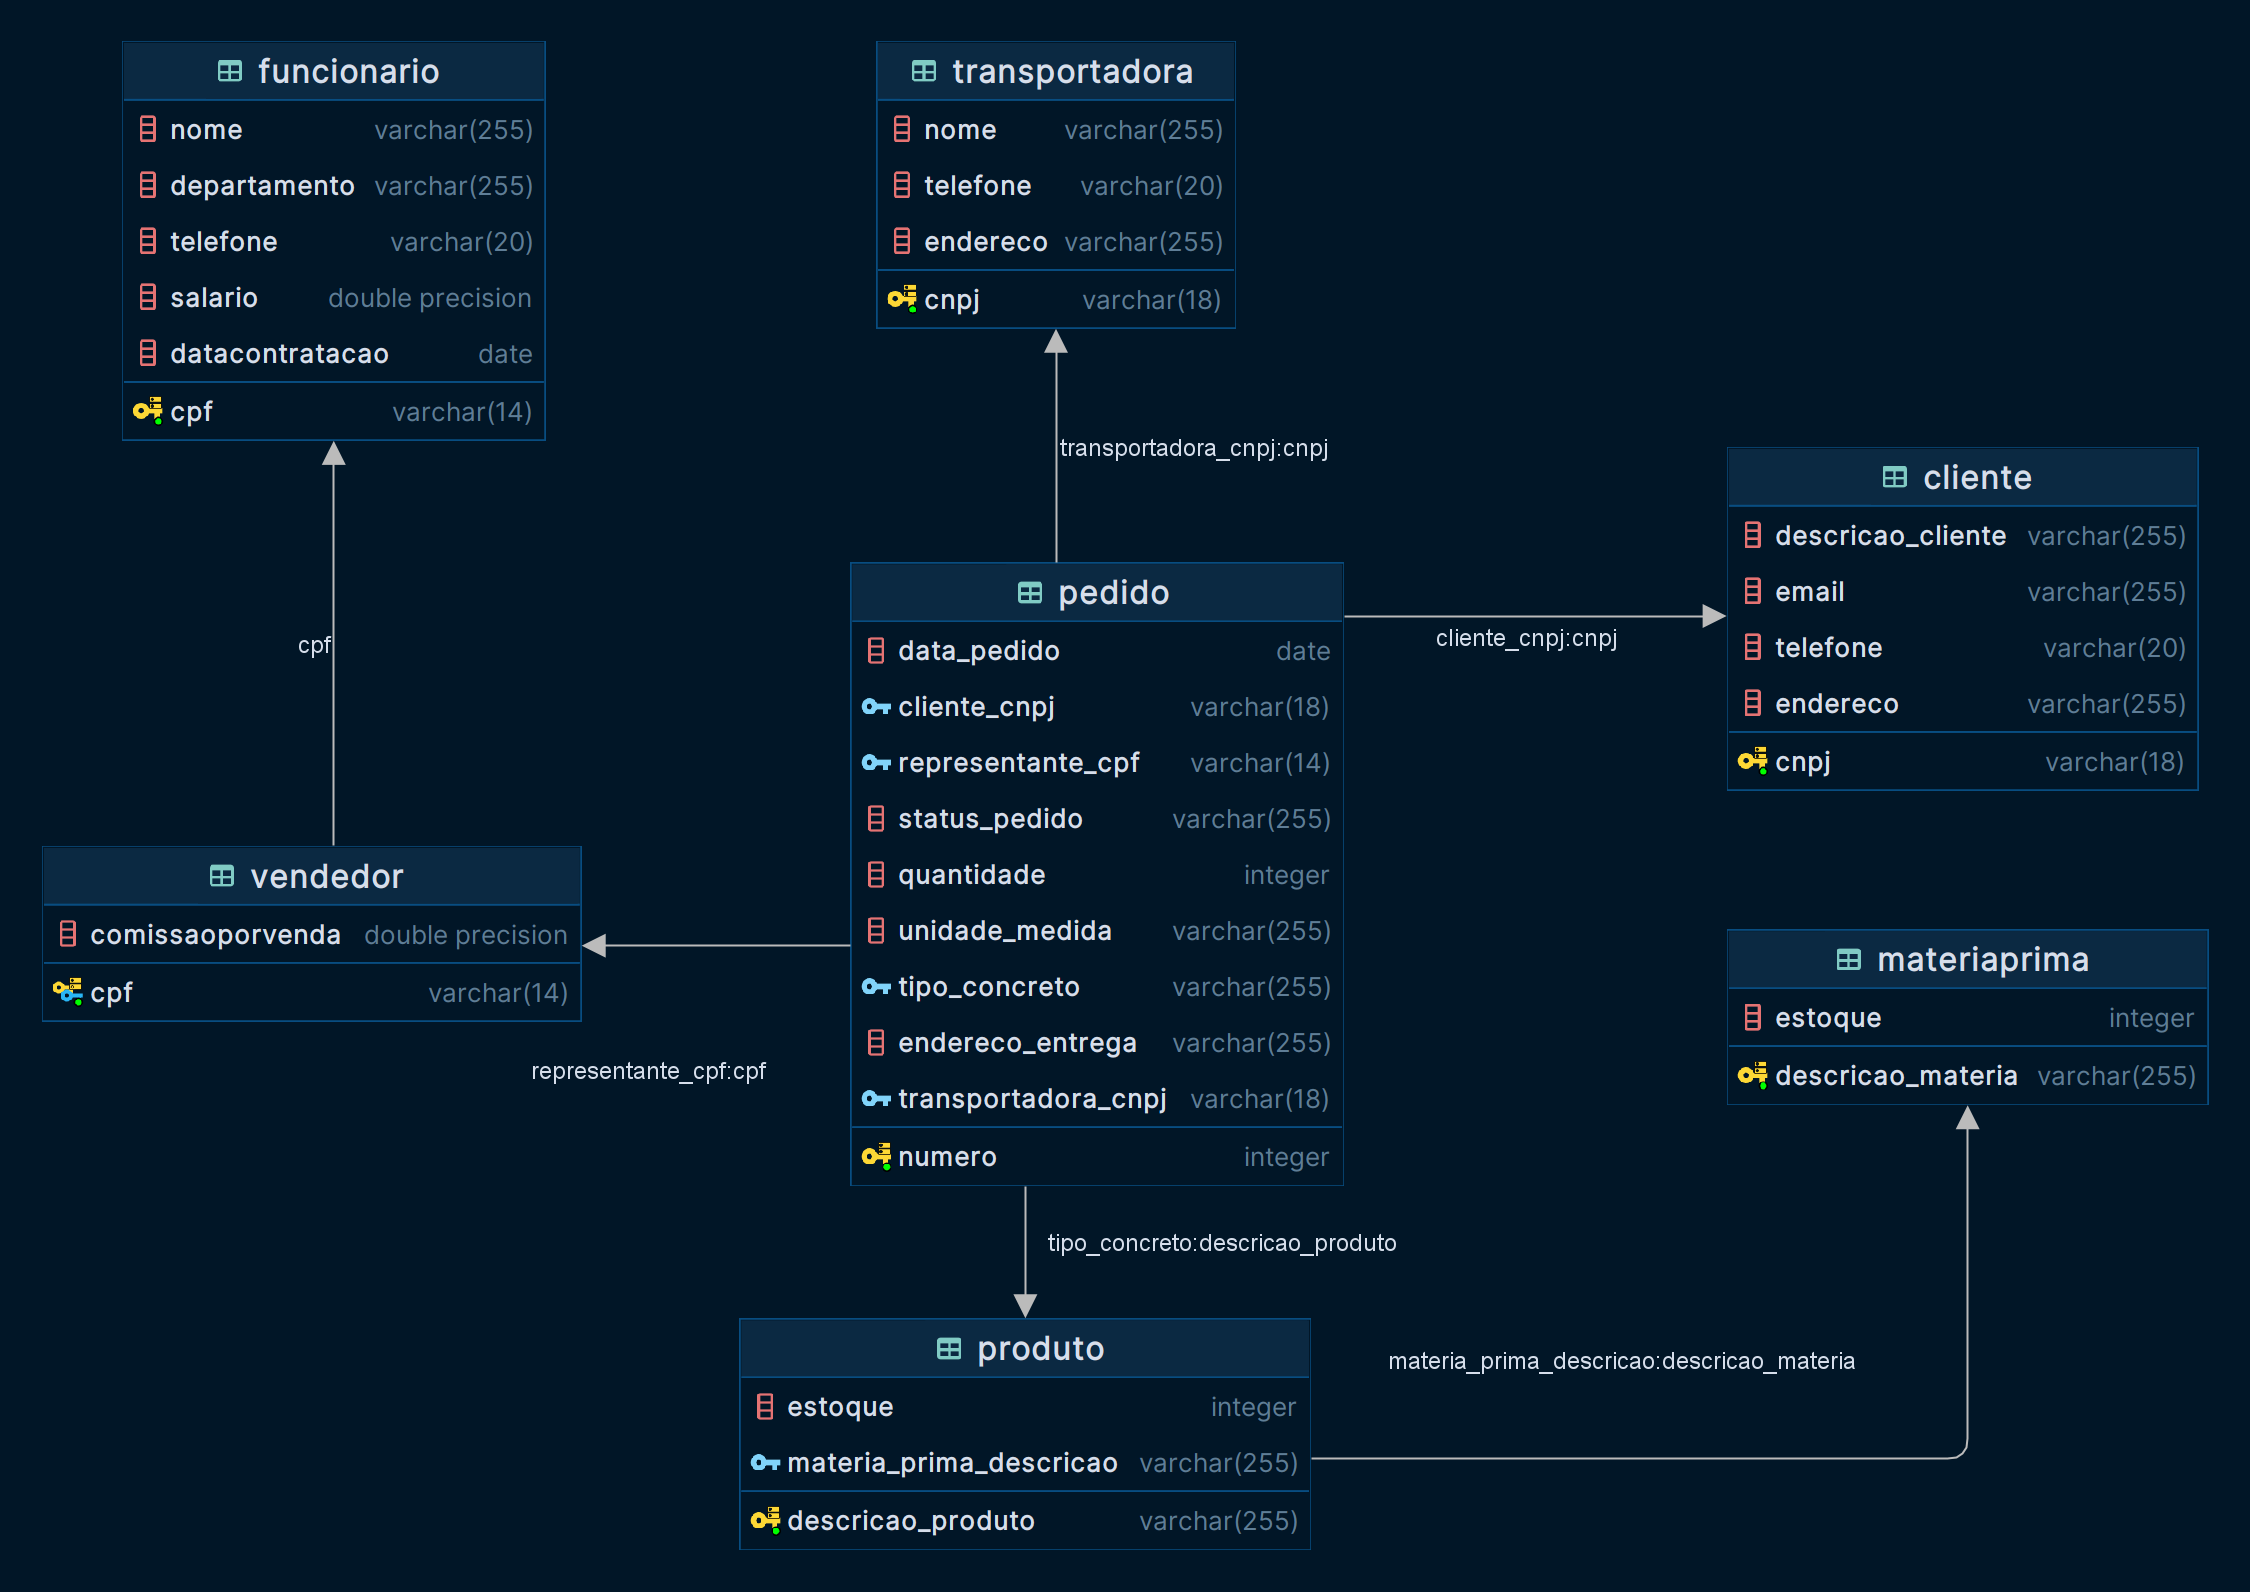 funcionario
nome varchar(255)
departamento varchar(255)
telefone varchar(20)
salario double precision
datacontratacao date
cpf varchar(14)
transportadora
nome varchar(255)
telefone varchar(20)
endereco varchar(255)
cnpj varchar(18)
transportadora_cnpj:cnpj
cliente
descricao_cliente varchar(255)
email varchar(255)
telefone varchar(20)
endereco varchar(255)
cnpj varchar(18)
cpf
pedido
data_pedido date
cliente_cnpj varchar(18)
representante_cpf varchar(14)
status_pedido varchar(255)
quantidade integer
unidade_medida varchar(255)
tipo_concreto varchar(255)
endereco_entrega varchar(255)
transportadora_cnpj varchar(18)
numero integer
cliente_cnpj:cnpj
vendedor
comissaoporvenda double precision
cpf varchar(14)
representante_cpf:cpf
materiaprima
estoque integer
descricao_materia varchar(255)
tipo_concreto:descricao_produto
produto
estoque integer
materia_prima_descricao varchar(255)
descricao_produto varchar(255)
materia_prima_descricao:descricao_materia